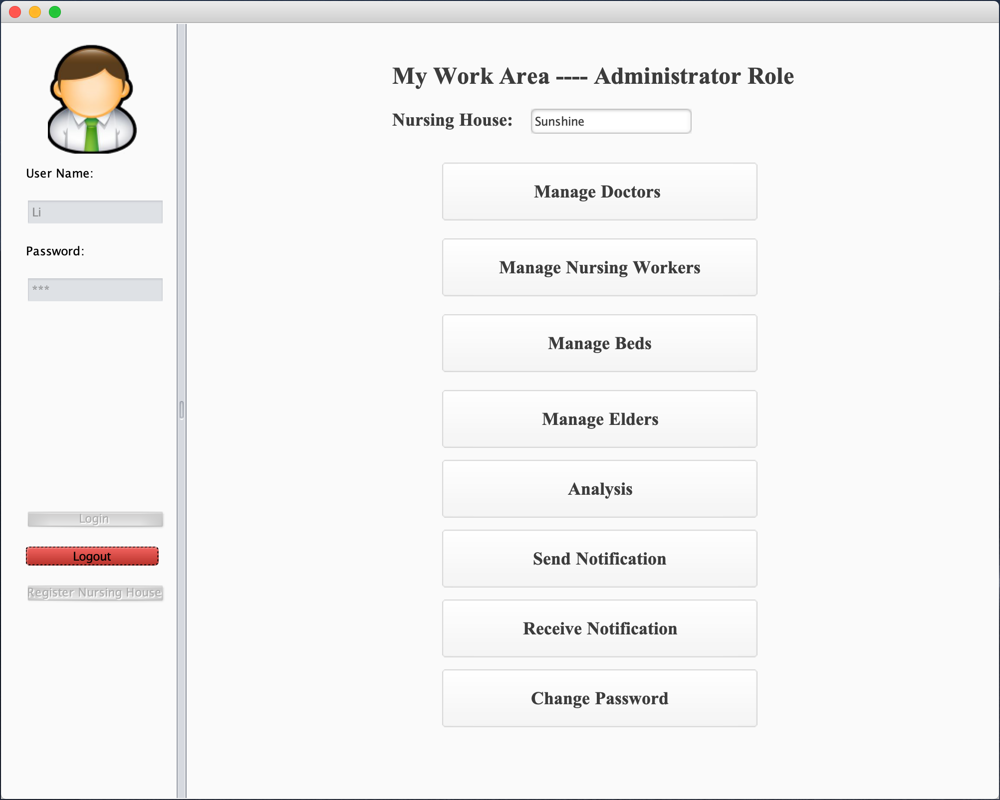 User Name:
Li
Password:
***
Login
Logout
Register Nursing House
My Work Area ---- Administrator Role
Nursing House: Sunshine
Manage Doctors
Manage Nursing Workers
Manage Beds
Manage Elders
Analysis
Send Notification
Receive Notification
Change Password